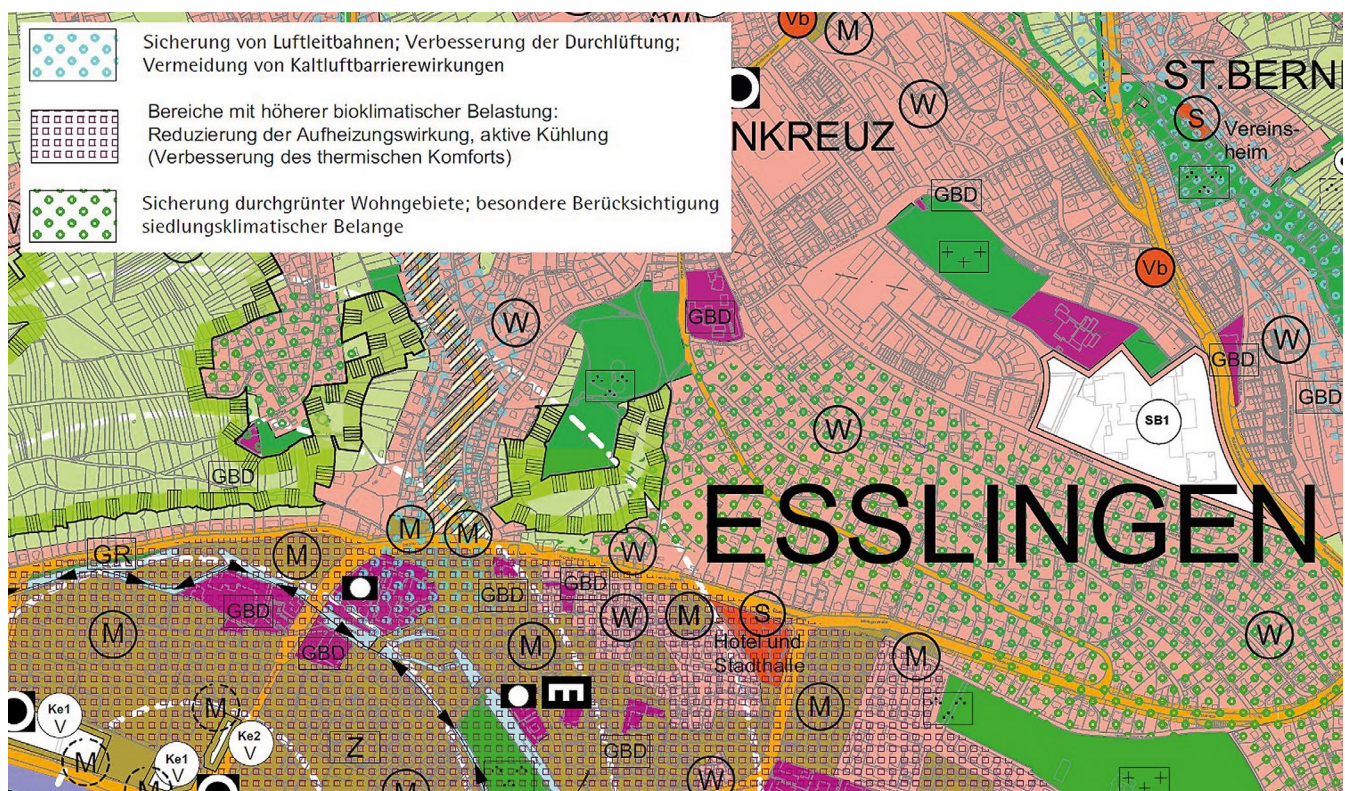 Sicherung von Luftleitbahnen; Verbesserung der Durchlüftung;
Vermeidung von Kaltluftbarrierewirkungen
Bereiche mit höherer bioklimatischer Belastung:
Reduzierung der Aufheizungswirkung, aktive Kühlung
(Verbesserung des thermischen Komforts)
Sicherung durchgrünter Wohngebiete; besondere Berücksichtigung
siedlungsklimatischer Belange
W
Vb
M
W
NKREUZ
ST.BERN
S
Vereins-
heim
GBD
Vb
W
GBD
GBD
W
GBD
W
SB1
GBD
ESSLINGEN
M
M
W
GR
M
GBD
GBD
GBD
M
W
M
S
Hotel und
Stadthalle
W
GBD
M
M
M
M
Ke1
V
Ke2
V
Z
GBD
M
Ke1
V
M
M
W